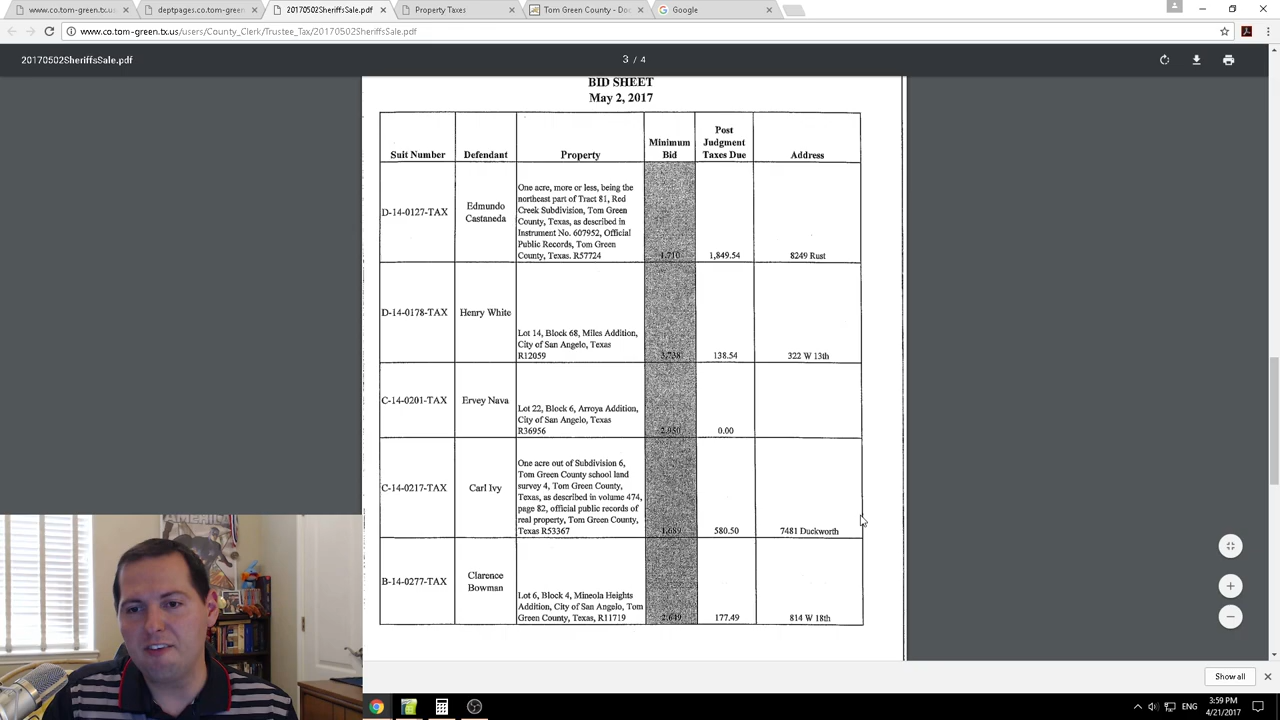 www.co.tom-green.tx.us/
deptpages.co.tom-green
20170502SheriffsSale.pdf
Property Taxes
Tom Green County - Doc
Google
www.co.tom-green.tx.us/users/County_Clerk/Trustee_Tax/20170502SheriffsSale.pdf
20170502SheriffsSale.pdf
3 / 4
BID SHEET
May 2, 2017
Suit Number
Defendant
Property
Minimum
Bid
Post
Judgment
Taxes Due
Address
D-14-0127-TAX
Edmundo
Castaneda
One acre, more or less, being the
northeast part of Tract 81, Red
Creek Subdivision, Tom Green
County, Texas, as described in
Instrument No. 607952, Official
Public Records, Tom Green
County, Texas. R57724
1,710
1,849.54
8249 Rust
D-14-0178-TAX
Henry White
Lot 14, Block 68, Miles Addition,
City of San Angelo, Texas
R12059
3,738
138.54
322 W 13th
C-14-0201-TAX
Ervey Nava
Lot 22, Block 6, Arroya Addition,
City of San Angelo, Texas
R36956
2,950
0.00
C-14-0217-TAX
Carl Ivy
One acre out of Subdivision 6,
Tom Green County school land
survey 4, Tom Green County,
Texas, as described in volume 474,
page 82, official public records of
real property, Tom Green County,
Texas R53367
1,689
580.50
7481 Duckworth
B-14-0277-TAX
Clarence
Bowman
Lot 6, Block 4, Mineola Heights
Addition, City of San Angelo, Tom
Green County, Texas, R11719
2,649
177.49
814 W 18th
Show all
ENG
3:59 PM
4/21/2017